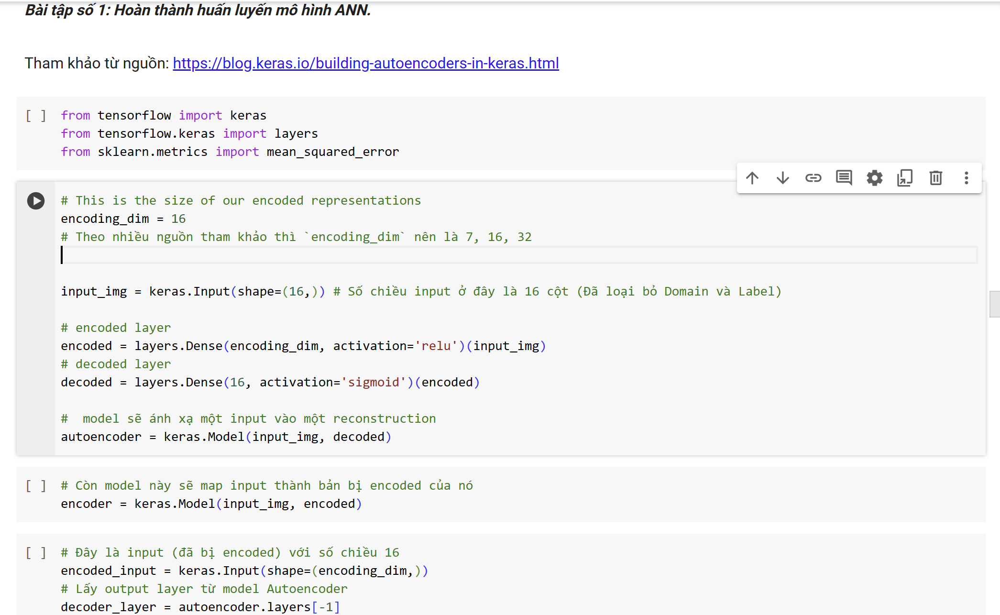 Bài tập số 1: Hoàn thành huấn luyến mô hình ANN.
Tham khảo từ nguồn: https://blog.keras.io/building-autoencoders-in-keras.html
[ ] from tensorflow import keras
from tensorflow.keras import layers
from sklearn.metrics import mean_squared_error
# This is the size of our encoded representations
encoding_dim = 16
# Theo nhiều nguồn tham khảo thì `encoding_dim` nên là 7, 16, 32
input_img = keras.Input(shape=(16,)) # Số chiều input ở đây là 16 cột (Đã loại bỏ Domain và Label)
# encoded layer
encoded = layers.Dense(encoding_dim, activation='relu')(input_img)
# decoded layer
decoded = layers.Dense(16, activation='sigmoid')(encoded)
#  model sẽ ánh xạ một input vào một reconstruction
autoencoder = keras.Model(input_img, decoded)
[ ] # Còn model này sẽ map input thành bản bị encoded của nó
encoder = keras.Model(input_img, encoded)
[ ] # Đây là input (đã bị encoded) với số chiều 16
encoded_input = keras.Input(shape=(encoding_dim,))
# Lấy output layer từ model Autoencoder
decoder_layer = autoencoder.layers[-1]